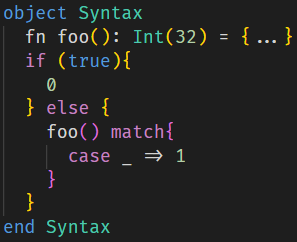 object Syntax
  fn foo(): Int(32) = {...}
  if (true){
    0
  } else {
    foo() match{
      case _ => 1
    }
  }
end Syntax